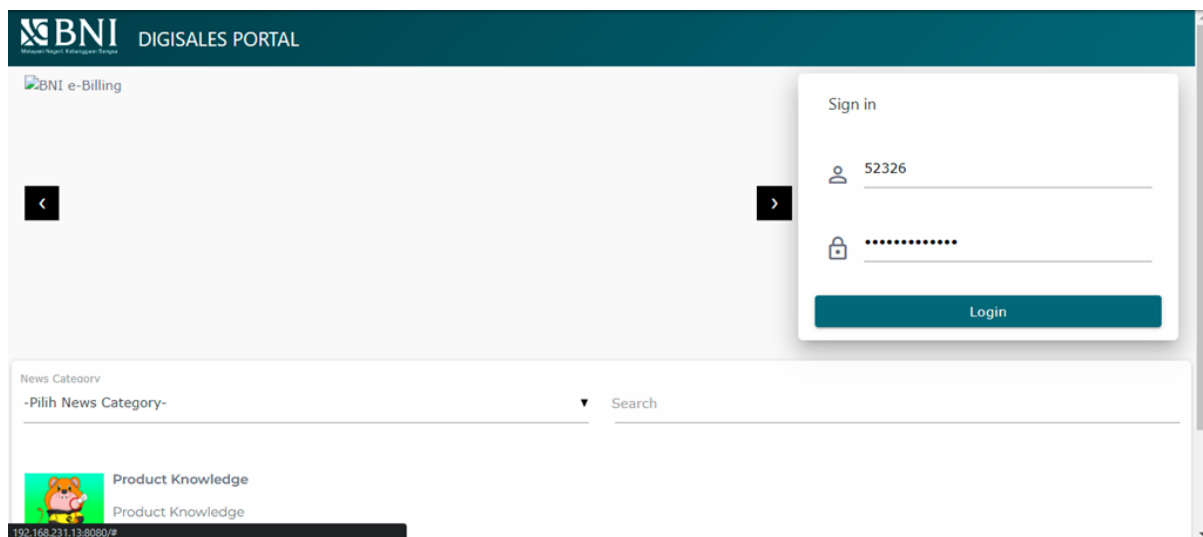 BNI DIGISALES PORTAL
Melayani Negeri, Kebanggaan Bangsa
BNI e-Billing
Sign in
52326
•••••••••••••
Login
News Category
-Pilih News Category-
Search
Product Knowledge
Product Knowledge
192.168.231.13:8080/#